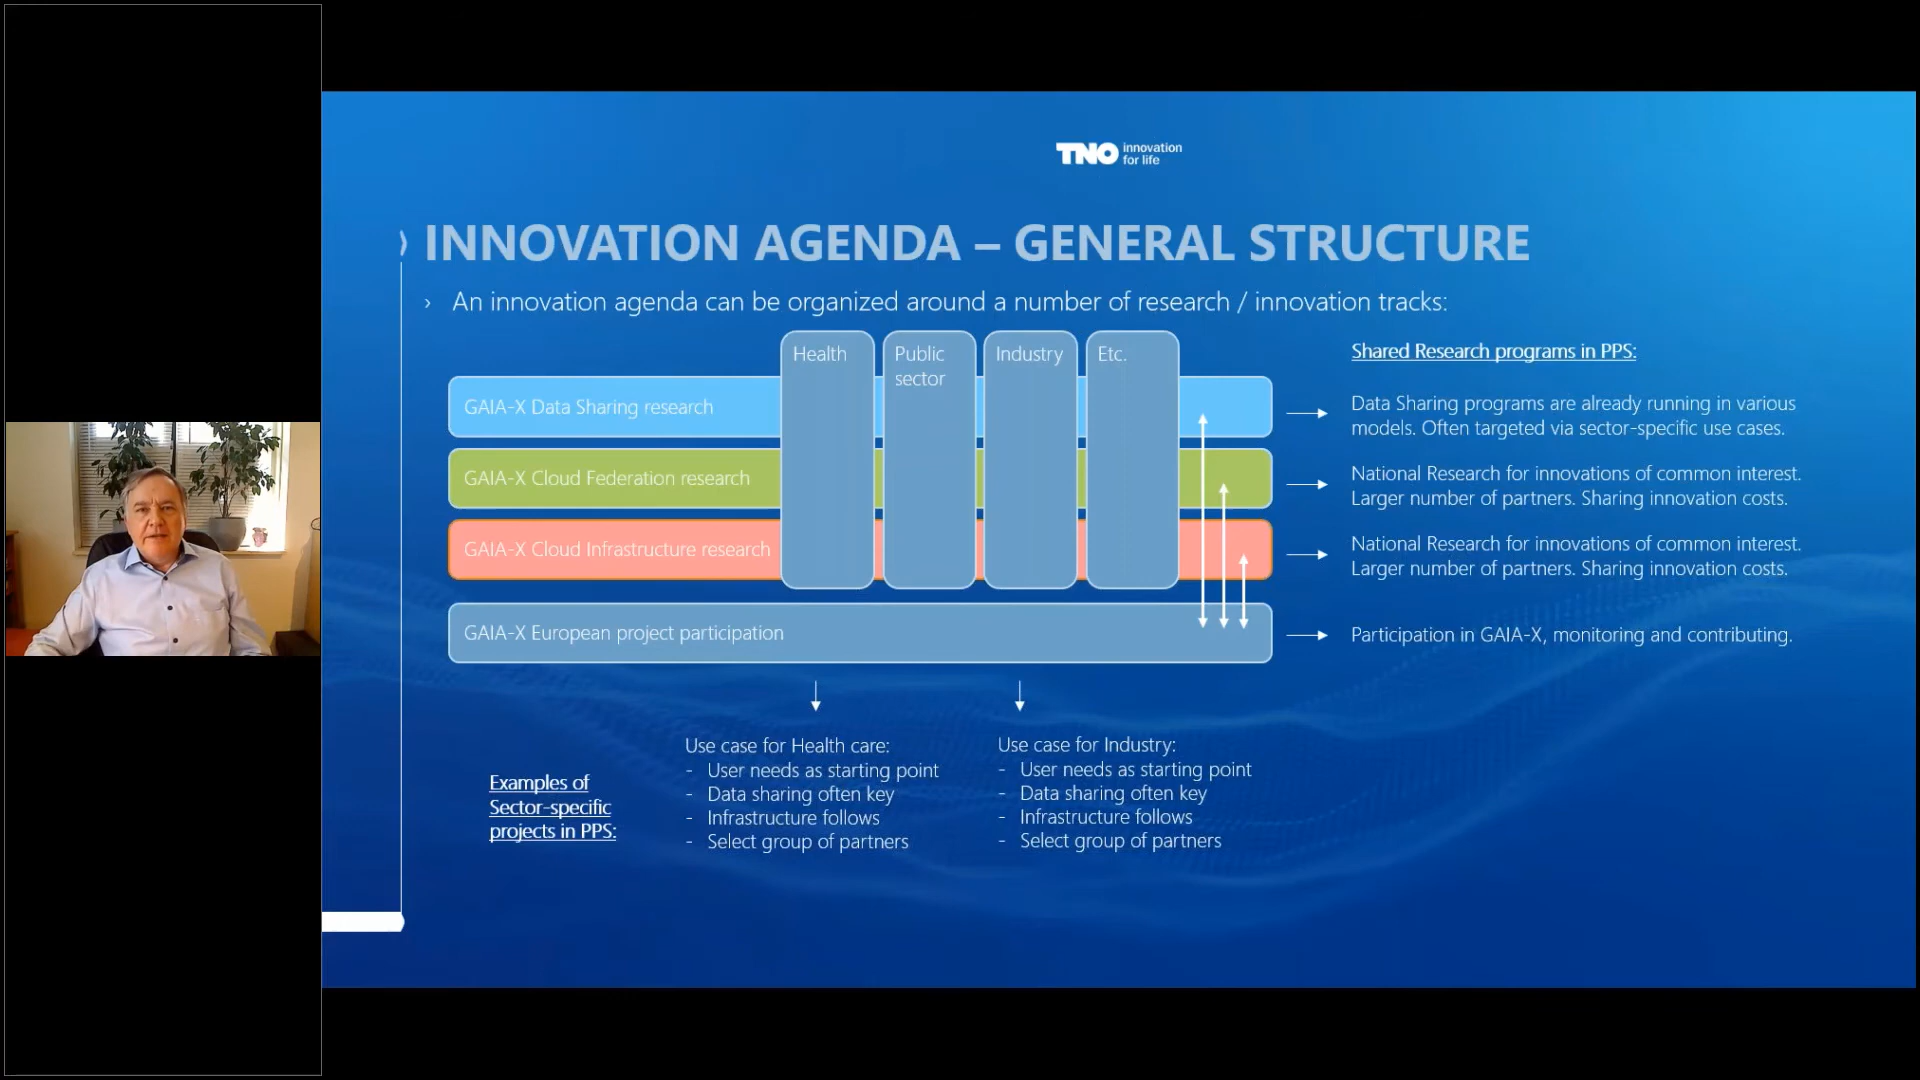 TNO innovation
for life
INNOVATION AGENDA – GENERAL STRUCTURE
› An innovation agenda can be organized around a number of research / innovation tracks:
Health
Public
sector
Industry
Etc.
GAIA-X Data Sharing research
GAIA-X Cloud Federation research
GAIA-X Cloud Infrastructure research
GAIA-X European project participation
Shared Research programs in PPS:
Data Sharing programs are already running in various
models. Often targeted via sector-specific use cases.
National Research for innovations of common interest.
Larger number of partners. Sharing innovation costs.
National Research for innovations of common interest.
Larger number of partners. Sharing innovation costs.
Participation in GAIA-X, monitoring and contributing.
Examples of
Sector-specific
projects in PPS:
Use case for Health care:
- User needs as starting point
- Data sharing often key
- Infrastructure follows
- Select group of partners
Use case for Industry:
- User needs as starting point
- Data sharing often key
- Infrastructure follows
- Select group of partners